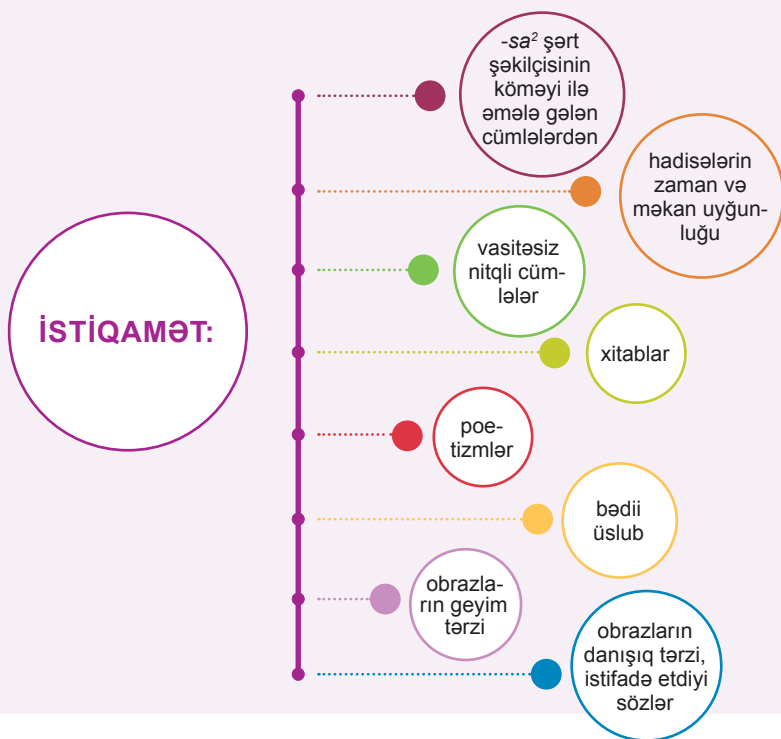 İSTİQAMƏT:
-sa² şərt
şəkilçisinin
köməyi ilə
əmələ gələn
cümlələrdən
hadisələrin
zaman və
məkan uyğun-
luğu
vasitəsiz
nitqli cüm-
lələr
xitablar
poe-
tizmlər
bədii
üslub
obrazla-
rın geyim
tərzi
obrazların
danışıq tərzi,
istifadə etdiyi
sözlər